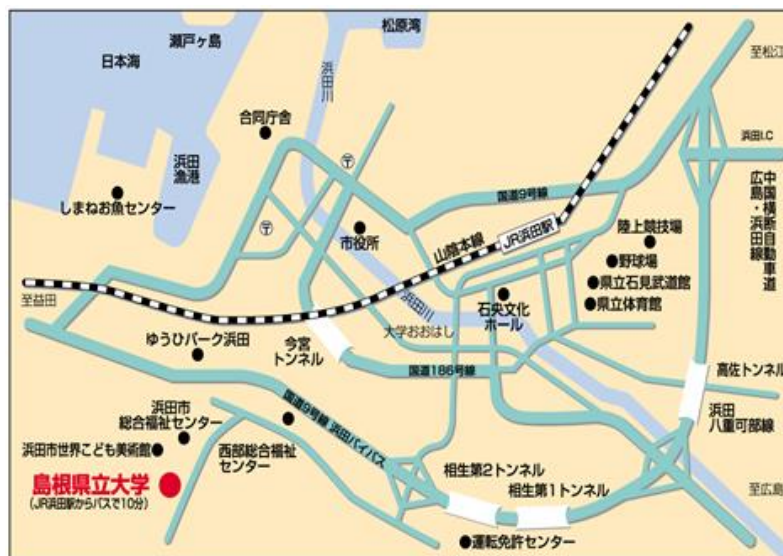 瀬戸ヶ島
松原湾
日本海
浜田川
至松江
合同庁舎
浜田I.C
浜田
漁港
〒
中国横断自動車道
広島・浜田線
しまねお魚センター
国道9号線
〒
市役所
陸上競技場
山陰本線
JR浜田駅
野球場
県立石見武道館
県立体育館
至益田
浜田川
石央文化
ホール
大学おおはし
ゆうひパーク浜田
今宮
トンネル
国道186号線
高佐トンネル
浜田
八重可部線
浜田市
総合福祉センター
国道9号線 浜田バイパス
浜田市世界こども美術館
西部総合福祉
センター
島根県立大学
(JR浜田駅からバスで10分)
相生第2トンネル
相生第1トンネル
至広島
運転免許センター